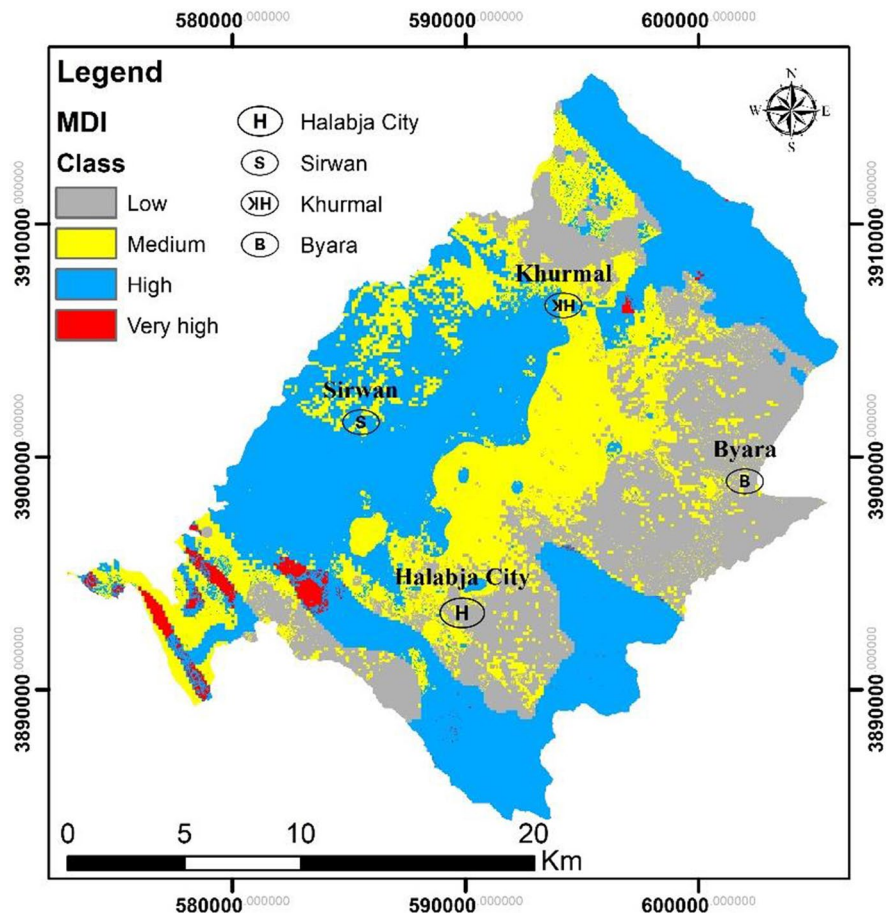 580000.000000 590000.000000 600000.000000
Legend
MDI
Class
Low
Medium
High
Very high
H Halabja City
S Sirwan
HK Khurmal
B Byara
N
W E
S
3910000.000000
3900000.000000
3890000.000000
3910000.000000
3900000.000000
3890000.000000
Khurmal
HK
Sirwan
S
Byara
B
Halabja City
H
0 5 10 20
Km
580000.000000 590000.000000 600000.000000